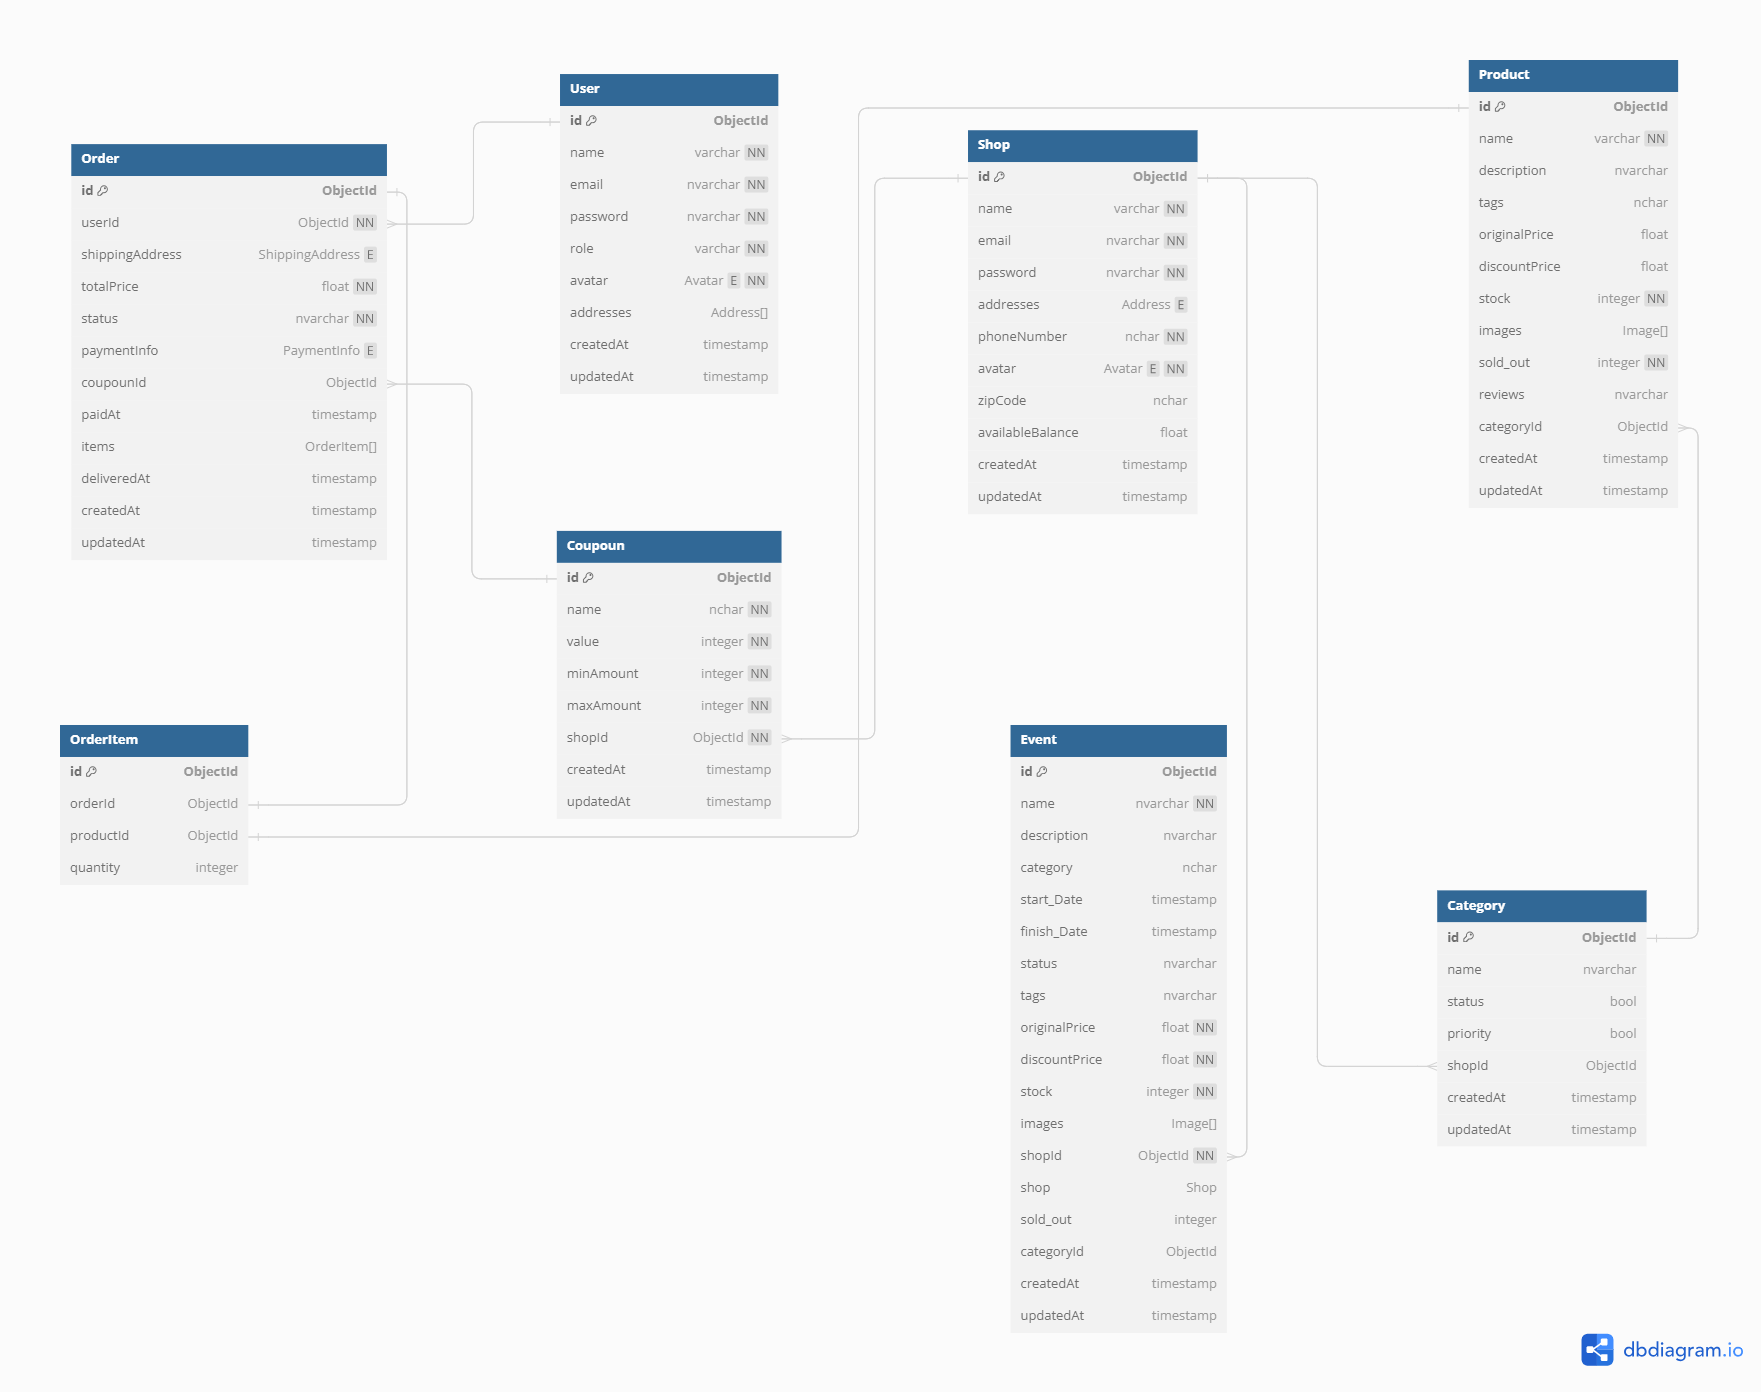 Order
id ObjectId
userId ObjectId NN
shippingAddress ShippingAddress E
totalPrice float NN
status nvarchar NN
paymentInfo PaymentInfo E
coupounId ObjectId
paidAt timestamp
items OrderItem[]
deliveredAt timestamp
createdAt timestamp
updatedAt timestamp
User
id ObjectId
name varchar NN
email nvarchar NN
password nvarchar NN
role varchar NN
avatar Avatar E NN
addresses Address[]
createdAt timestamp
updatedAt timestamp
Shop
id ObjectId
name varchar NN
email nvarchar NN
password nvarchar NN
addresses Address E
phoneNumber nchar NN
avatar Avatar E NN
zipCode nchar
availableBalance float
createdAt timestamp
updatedAt timestamp
Product
id ObjectId
name varchar NN
description nvarchar
tags nchar
originalPrice float
discountPrice float
stock integer NN
images Image[]
sold_out integer NN
reviews nvarchar
categoryId ObjectId
createdAt timestamp
updatedAt timestamp
Coupoun
id ObjectId
name nchar NN
value integer NN
minAmount integer NN
maxAmount integer NN
shopId ObjectId NN
createdAt timestamp
updatedAt timestamp
OrderItem
id ObjectId
orderId ObjectId
productId ObjectId
quantity integer
Event
id ObjectId
name nvarchar NN
description nvarchar
category nchar
start_Date timestamp
finish_Date timestamp
status nvarchar
tags nvarchar
originalPrice float NN
discountPrice float NN
stock integer NN
images Image[]
shopId ObjectId NN
shop Shop
sold_out integer
categoryId ObjectId
createdAt timestamp
updatedAt timestamp
Category
id ObjectId
name nvarchar
status bool
priority bool
shopId ObjectId
createdAt timestamp
updatedAt timestamp
dbdiagram.io